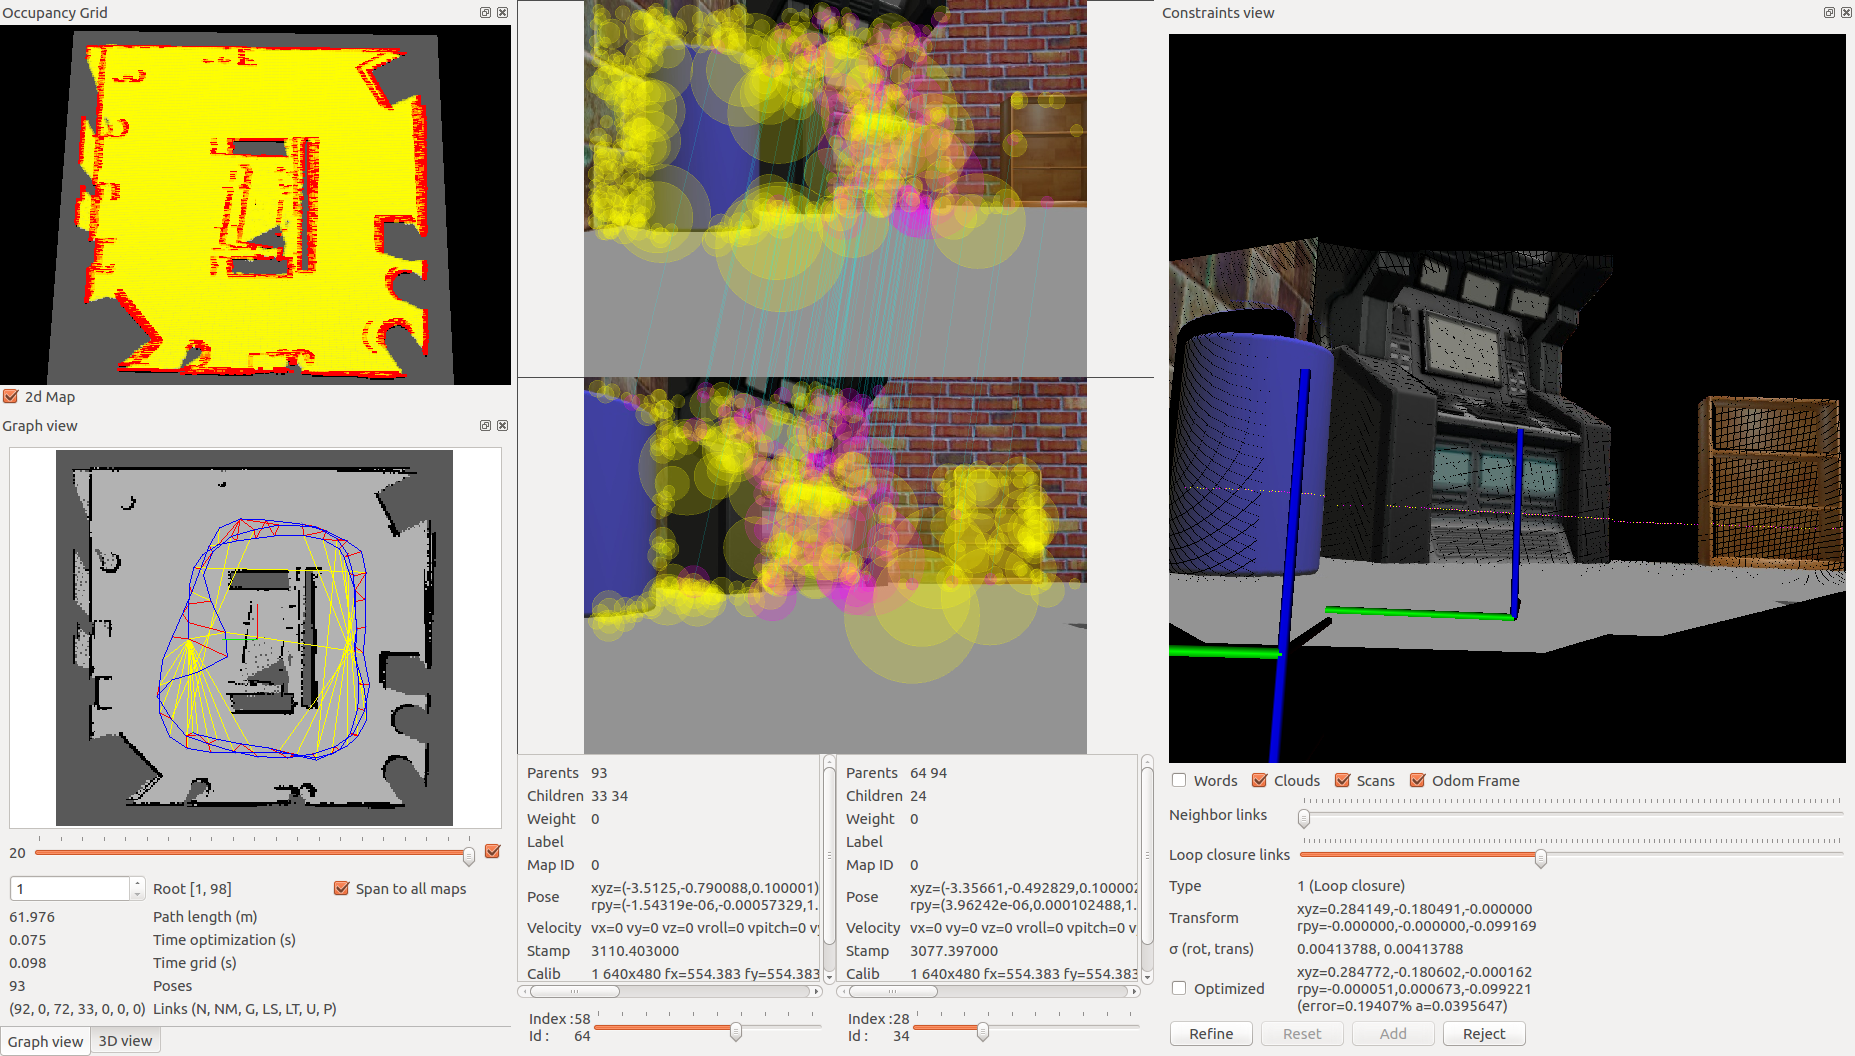 Occupancy Grid
2d Map
Graph view
20
1
Root [1, 98]
Span to all maps
61.976 Path length (m)
0.075 Time optimization (s)
0.098 Time grid (s)
93 Poses
(92, 0, 72, 33, 0, 0, 0) Links (N, NM, G, LS, LT, U, P)
Graph view
3D view
Parents 93
Children 33 34
Weight 0
Label
Map ID 0
Pose xyz=(-3.5125,-0.790088,0.100001)
rpy=(-1.54319e-06,-0.00057329,1.
Velocity vx=0 vy=0 vz=0 vroll=0 vpitch=0 vy
Stamp 3110.403000
Calib 1 640x480 fx=554.383 fy=554.383
Index :58
Id : 64
Parents 64 94
Children 24
Weight 0
Label
Map ID 0
Pose xyz=(-3.35661,-0.492829,0.100002
rpy=(3.96242e-06,0.000102488,1.
Velocity vx=0 vy=0 vz=0 vroll=0 vpitch=0 vy
Stamp 3077.397000
Calib 1 640x480 fx=554.383 fy=554.383
Index :28
Id : 34
Constraints view
Words Clouds Scans Odom Frame
Neighbor links
Loop closure links
Type 1 (Loop closure)
Transform xyz=0.284149,-0.180491,-0.000000
rpy=-0.000000,-0.000000,-0.099169
σ (rot, trans) 0.00413788, 0.00413788
Optimized xyz=0.284772,-0.180602,-0.000162
rpy=-0.000051,0.000673,-0.099221
(error=0.19407% a=0.0395647)
Refine Reset Add Reject